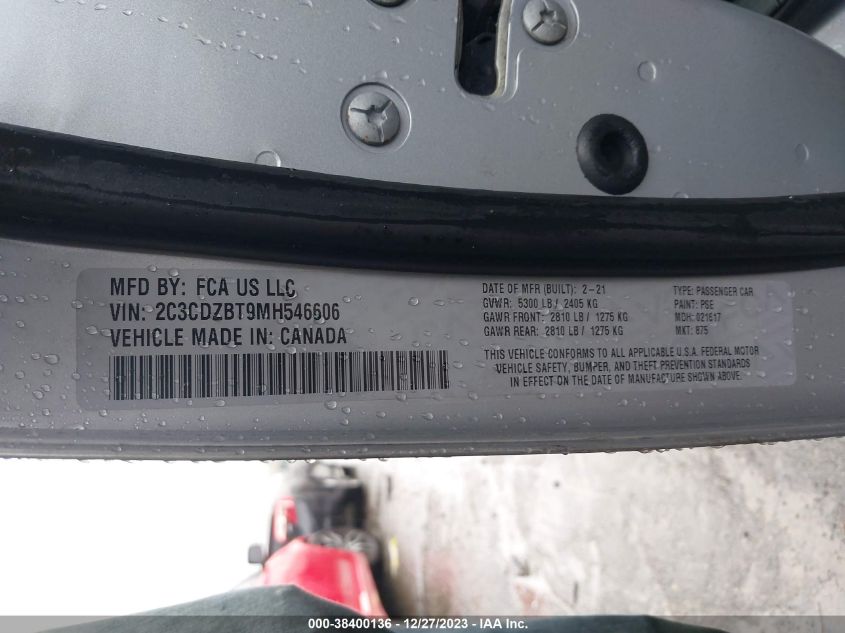 MFD BY: FCA US LLC
VIN: 2C3CDZBT9MH546606
VEHICLE MADE IN: CANADA
DATE OF MFR (BUILT): 2-21
GVWR: 5300 LB / 2405 KG
GAWR FRONT: 2810 LB / 1275 KG
GAWR REAR: 2810 LB / 1275 KG
TYPE: PASSENGER CAR
PAINT: PSE
MDH: 021617
MKT: 875
THIS VEHICLE CONFORMS TO ALL APPLICABLE U.S.A. FEDERAL MOTOR
VEHICLE SAFETY, BUMPER, AND THEFT PREVENTION STANDARDS
IN EFFECT ON THE DATE OF MANUFACTURE SHOWN ABOVE.
000-38400136 - 12/27/2023 - IAA Inc.